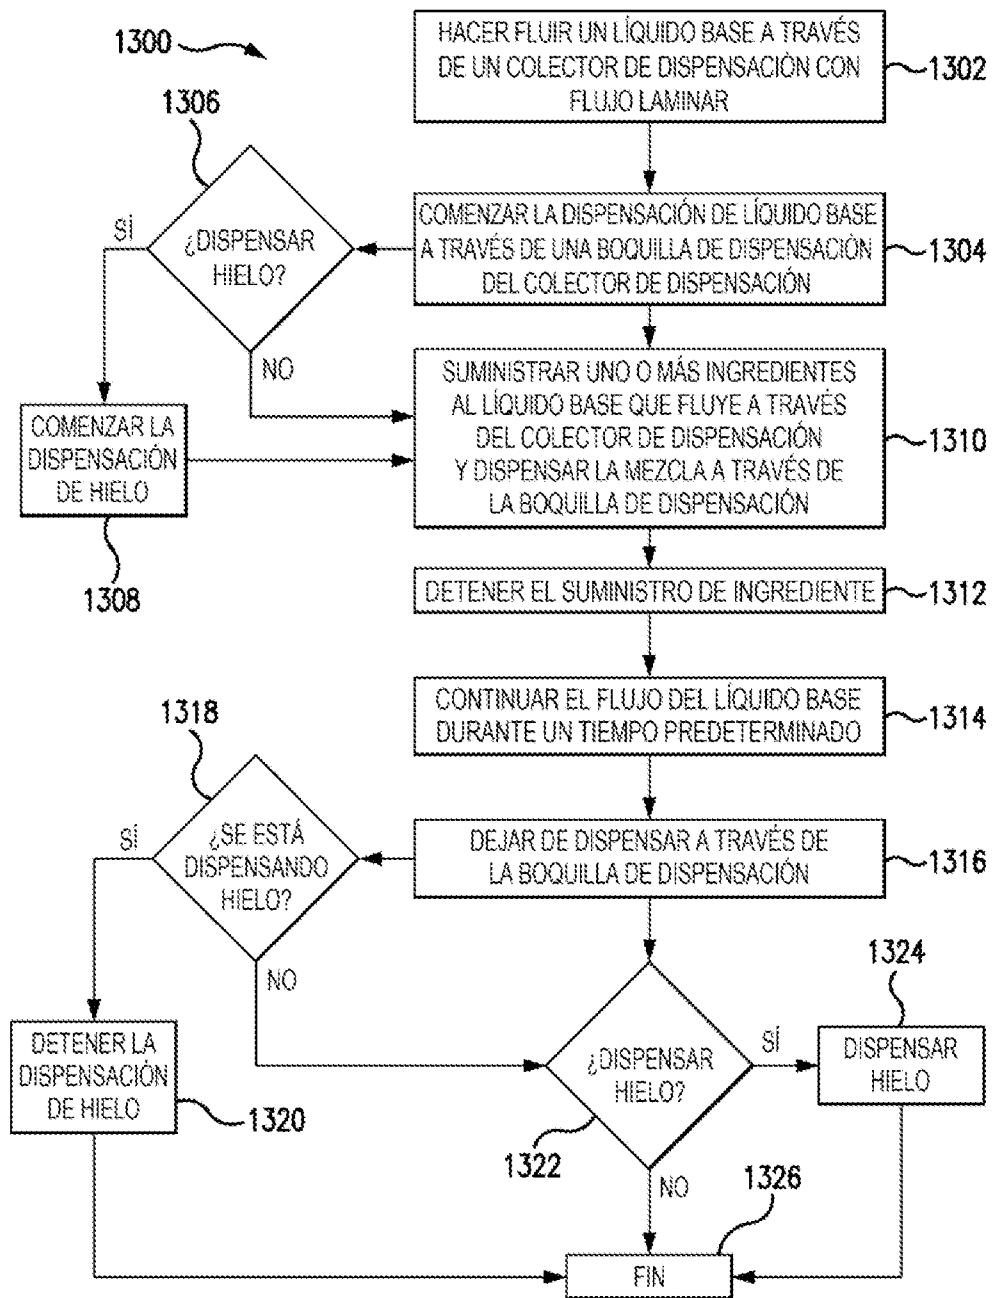 1300
HACER FLUIR UN LÍQUIDO BASE A TRAVÉS
DE UN COLECTOR DE DISPENSACIÓN CON
FLUJO LAMINAR
1302
1306
¿DISPENSAR
HIELO?
SÍ
NO
COMENZAR LA DISPENSACIÓN DE LÍQUIDO BASE
A TRAVÉS DE UNA BOQUILLA DE DISPENSACIÓN
DEL COLECTOR DE DISPENSACIÓN
1304
COMENZAR LA
DISPENSACIÓN
DE HIELO
1308
SUMINISTRAR UNO O MÁS INGREDIENTES
AL LÍQUIDO BASE QUE FLUYE A TRAVÉS
DEL COLECTOR DE DISPENSACIÓN
Y DISPENSAR LA MEZCLA A TRAVÉS DE
LA BOQUILLA DE DISPENSACIÓN
1310
DETENER EL SUMINISTRO DE INGREDIENTE
1312
CONTINUAR EL FLUJO DEL LÍQUIDO BASE
DURANTE UN TIEMPO PREDETERMINADO
1314
1318
¿SE ESTÁ
DISPENSANDO
HIELO?
SÍ
NO
DEJAR DE DISPENSAR A TRAVÉS DE
LA BOQUILLA DE DISPENSACIÓN
1316
DETENER LA
DISPENSACIÓN
DE HIELO
1320
¿DISPENSAR
HIELO?
1322
SÍ
NO
1324
DISPENSAR
HIELO
1326
FIN